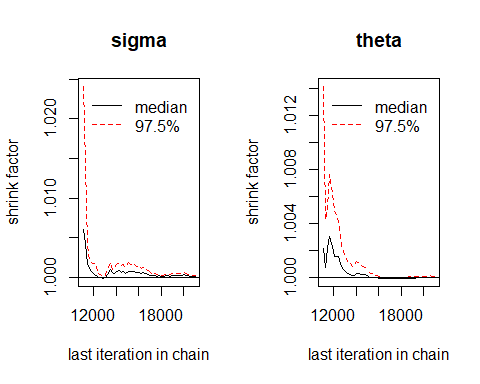 sigma
shrink factor
1.000 1.010 1.020
median
97.5%
12000 18000
last iteration in chain
theta
shrink factor
1.000 1.004 1.008 1.012
median
97.5%
12000 18000
last iteration in chain